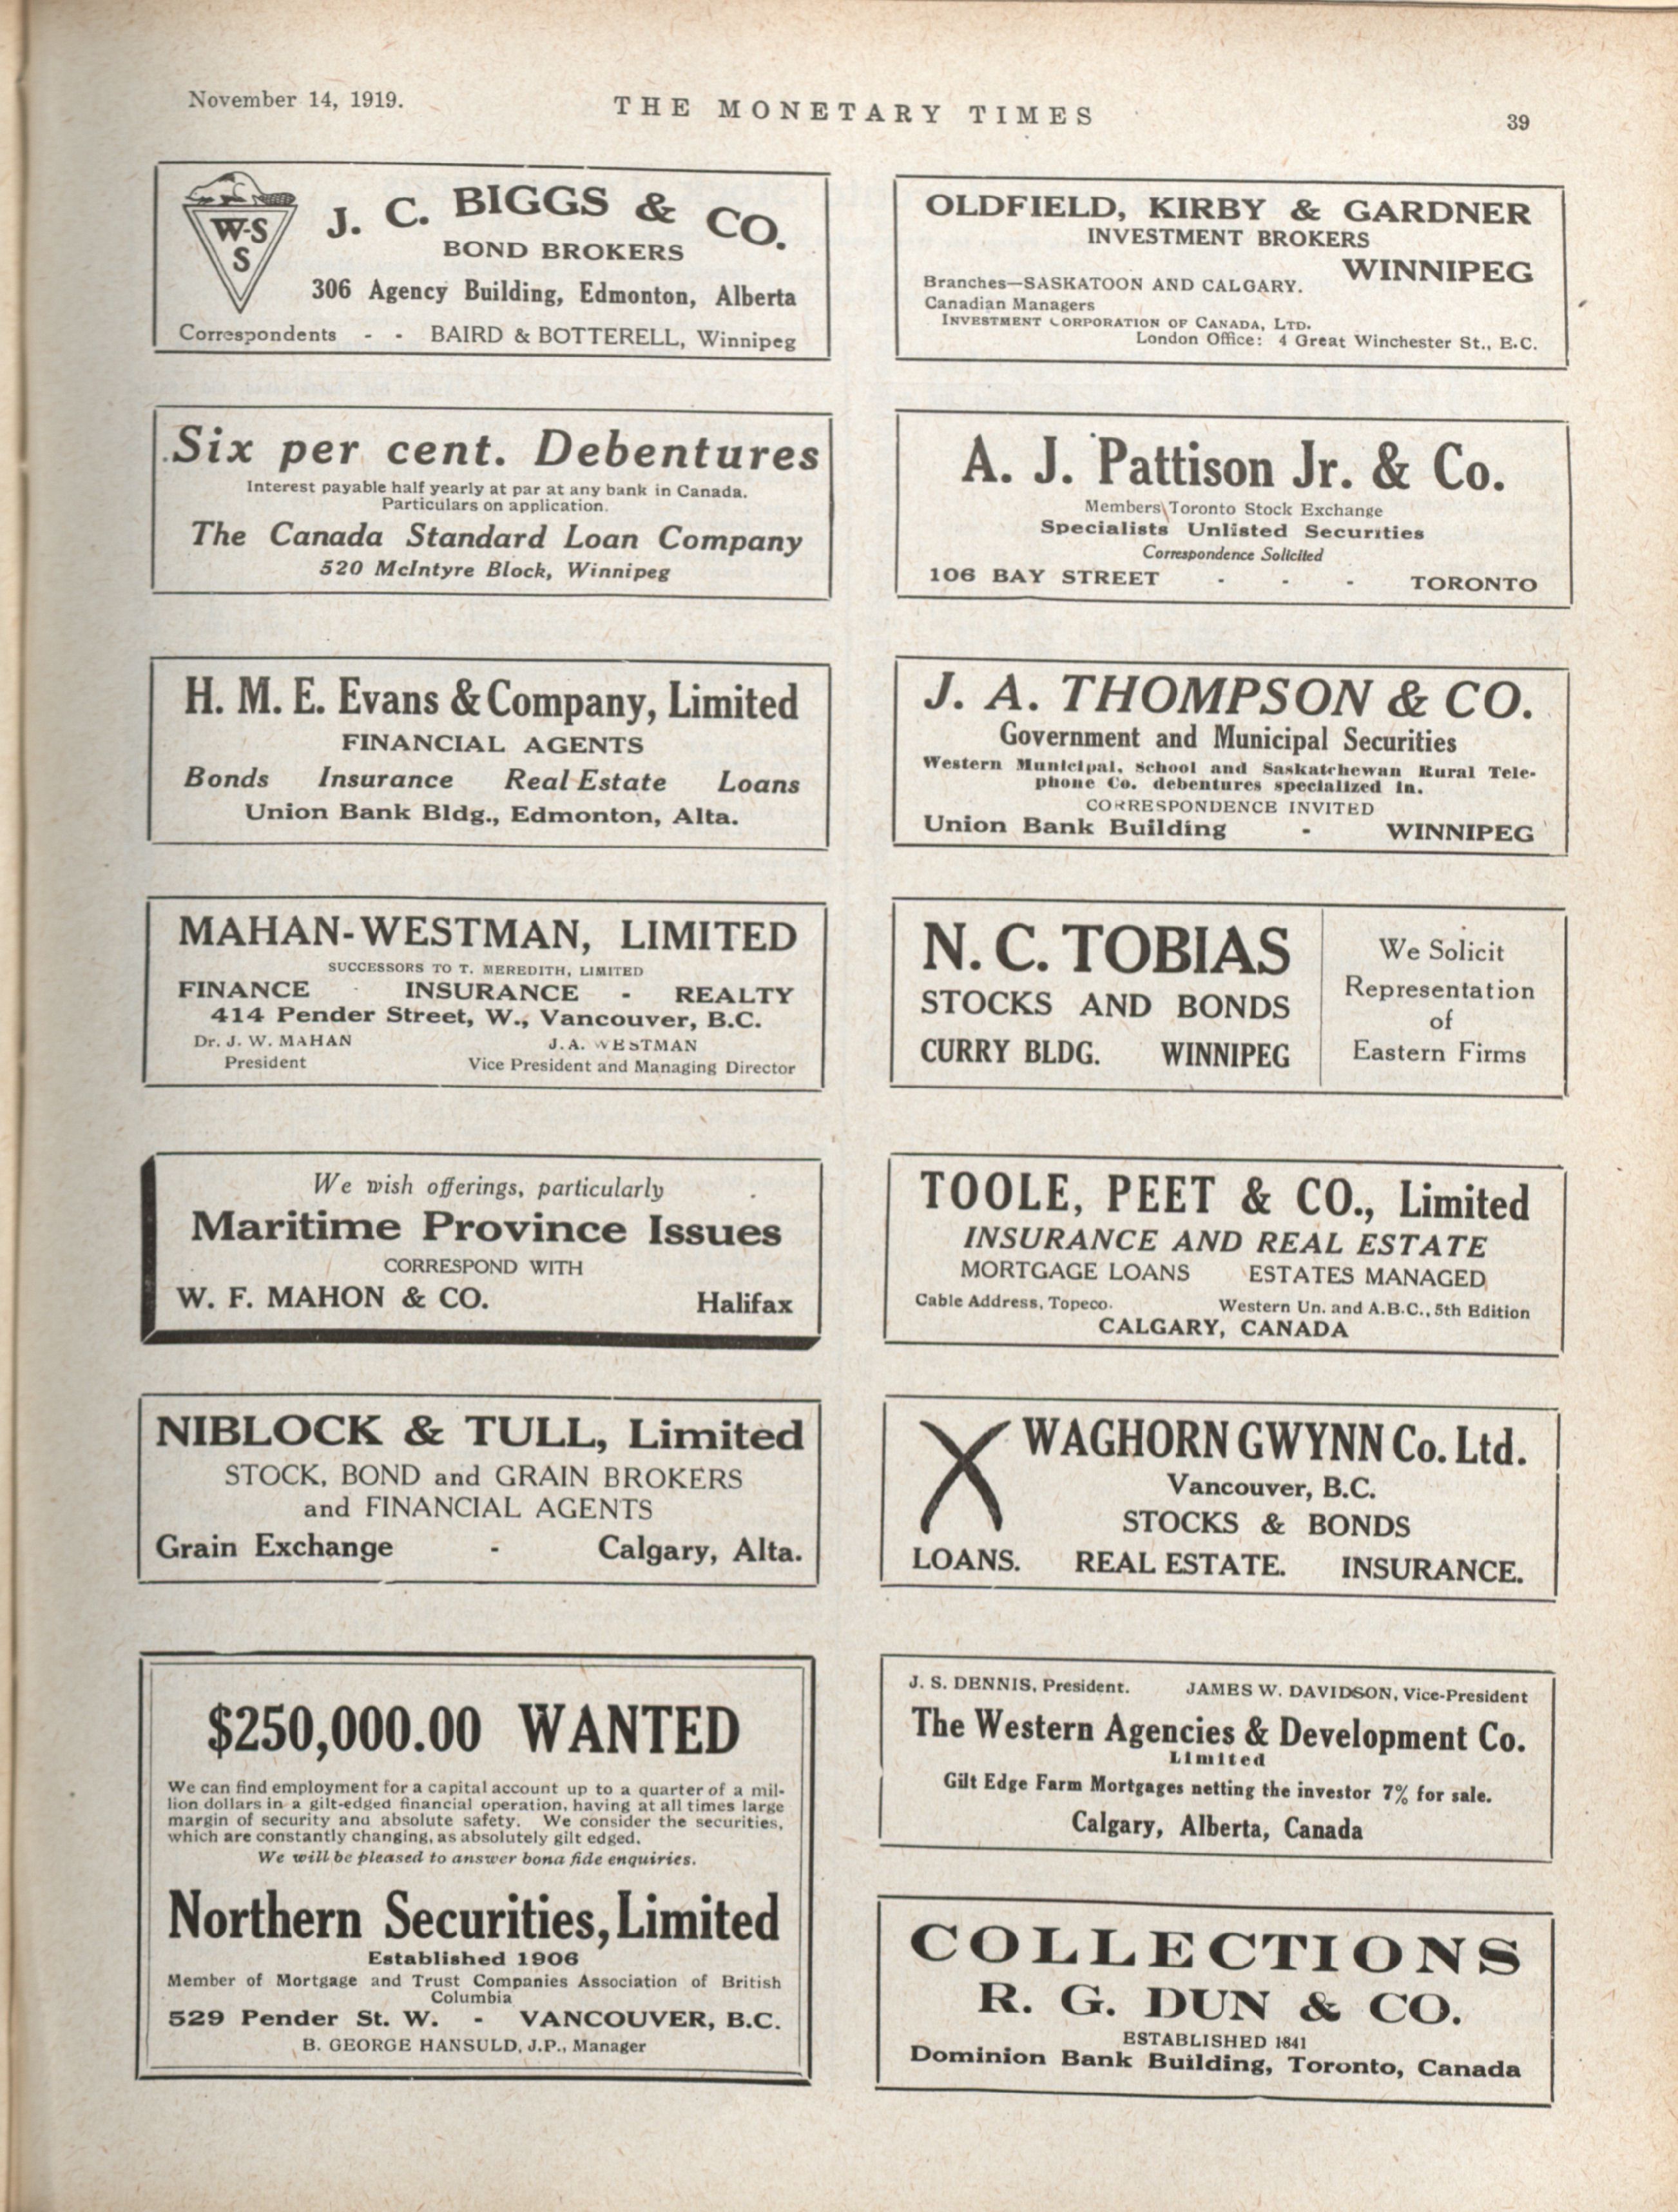 November 14, 1919.
THE MONETARY TIMES
39
W-S
S
J. C. BIGGS & CO.
BOND BROKERS
306 Agency Building, Edmonton, Alberta
Correspondents - - BAIRD & BOTTERELL, Winnipeg
Six per cent. Debentures
Interest payable half yearly at par at any bank in Canada.
Particulars on application.
The Canada Standard Loan Company
520 McIntyre Block, Winnipeg
H. M. E. Evans & Company, Limited
FINANCIAL AGENTS
Bonds Insurance Real Estate Loans
Union Bank Bldg., Edmonton, Alta.
MAHAN-WESTMAN, LIMITED
SUCCESSORS TO T. MEREDITH, LIMITED
FINANCE - INSURANCE - REALTY
414 Pender Street, W., Vancouver, B.C.
Dr. J. W. MAHAN J. A. WESTMAN
President Vice President and Managing Director
We wish offerings, particularly
Maritime Province Issues
CORRESPOND WITH
W. F. MAHON & CO. Halifax
NIBLOCK & TULL, Limited
STOCK, BOND and GRAIN BROKERS
and FINANCIAL AGENTS
Grain Exchange - Calgary, Alta.
$250,000.00 WANTED
We can find employment for a capital account up to a quarter of a mil-
lion dollars in a gilt-edged financial operation, having at all times large
margin of security and absolute safety. We consider the securities,
which are constantly changing, as absolutely gilt edged.
We will be pleased to answer bona fide enquiries.
Northern Securities, Limited
Established 1906
Member of Mortgage and Trust Companies Association of British
Columbia
529 Pender St. W. - VANCOUVER, B.C.
B. GEORGE HANSULD, J.P., Manager
OLDFIELD, KIRBY & GARDNER
INVESTMENT BROKERS
WINNIPEG
Branches—SASKATOON AND CALGARY.
Canadian Managers
INVESTMENT CORPORATION OF CANADA, LTD.
London Office: 4 Great Winchester St., E.C.
A. J. Pattison Jr. & Co.
Members Toronto Stock Exchange
Specialists Unlisted Securities
Correspondence Solicited
106 BAY STREET - - - TORONTO
J. A. THOMPSON & CO.
Government and Municipal Securities
Western Municipal, School and Saskatchewan Rural Tele-
phone Co. debentures specialized in.
CORRESPONDENCE INVITED
Union Bank Building - WINNIPEG
N. C. TOBIAS
STOCKS AND BONDS
CURRY BLDG. WINNIPEG
We Solicit
Representation
of
Eastern Firms
TOOLE, PEET & CO., Limited
INSURANCE AND REAL ESTATE
MORTGAGE LOANS ESTATES MANAGED
Cable Address, Topeco. Western Un. and A.B.C., 5th Edition
CALGARY, CANADA
X WAGHORN GWYNN Co. Ltd.
Vancouver, B.C.
STOCKS & BONDS
LOANS. REAL ESTATE. INSURANCE.
J. S. DENNIS, President. JAMES W. DAVIDSON, Vice-President
The Western Agencies & Development Co.
Limited
Gilt Edge Farm Mortgages netting the investor 7% for sale.
Calgary, Alberta, Canada
COLLECTIONS
R. G. DUN & CO.
ESTABLISHED 1841
Dominion Bank Building, Toronto, Canada